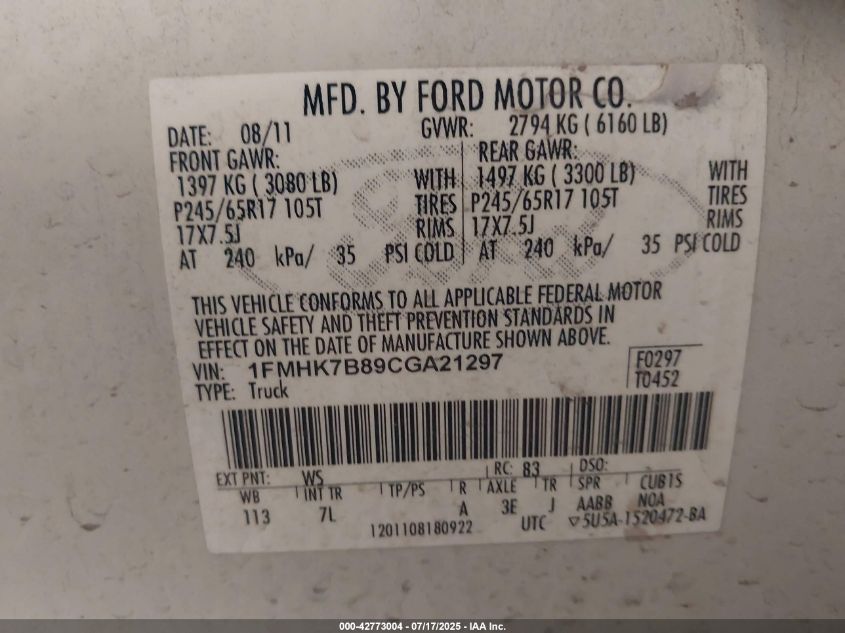 MFD. BY FORD MOTOR CO.
DATE: 08/11 GVWR: 2794 KG ( 6160 LB)
FRONT GAWR: REAR GAWR:
1397 KG ( 3080 LB) WITH 1497 KG ( 3300 LB) WITH
P245/65R17 105T TIRES P245/65R17 105T TIRES
17X7.5J RIMS 17X7.5J RIMS
AT 240 kPa/ 35 PSI COLD AT 240 kPa/ 35 PSI COLD
THIS VEHICLE CONFORMS TO ALL APPLICABLE FEDERAL MOTOR
VEHICLE SAFETY AND THEFT PREVENTION STANDARDS IN
EFFECT ON THE DATE OF MANUFACTURE SHOWN ABOVE.
VIN: 1FMHK7B89CGA21297 F0297
TYPE: Truck T0452
EXT PNT: WS RC: 83 DSO:
WB INT TR TP/PS R AXLE TR SPR CUBTS
113 7L A 3E J AABB NOA
1201108180922 UTC ▽5U5A-1520472-BA
000-42773004 - 07/17/2025 - IAA Inc.